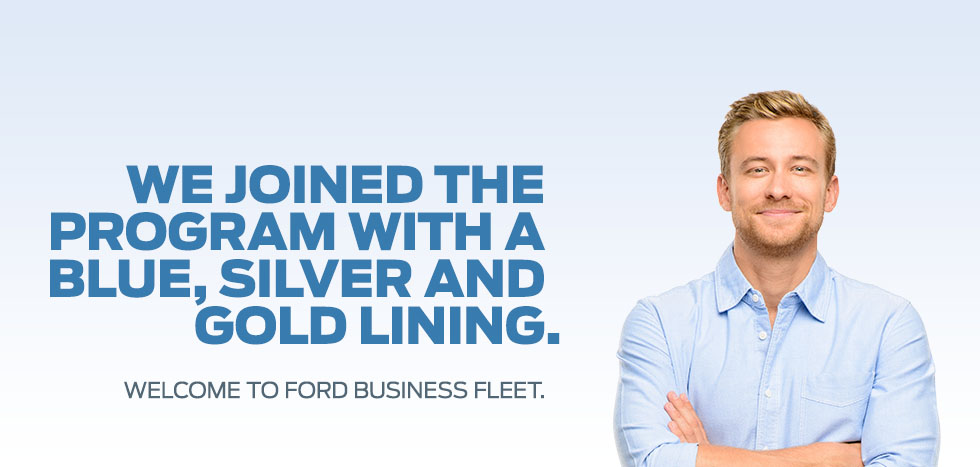 WE JOINED THE
PROGRAM WITH A
BLUE, SILVER AND
GOLD LINING.
WELCOME TO FORD BUSINESS FLEET.